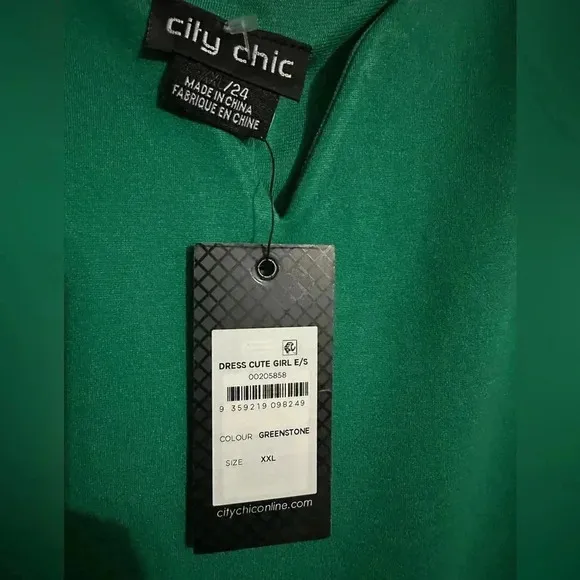 city chic
/24
MADE IN CHINA
FABRIQUE EN CHINE
DRESS CUTE GIRL E/S
00205858
9 359219 098249
COLOUR GREENSTONE
SIZE XXL
citychiconline.com